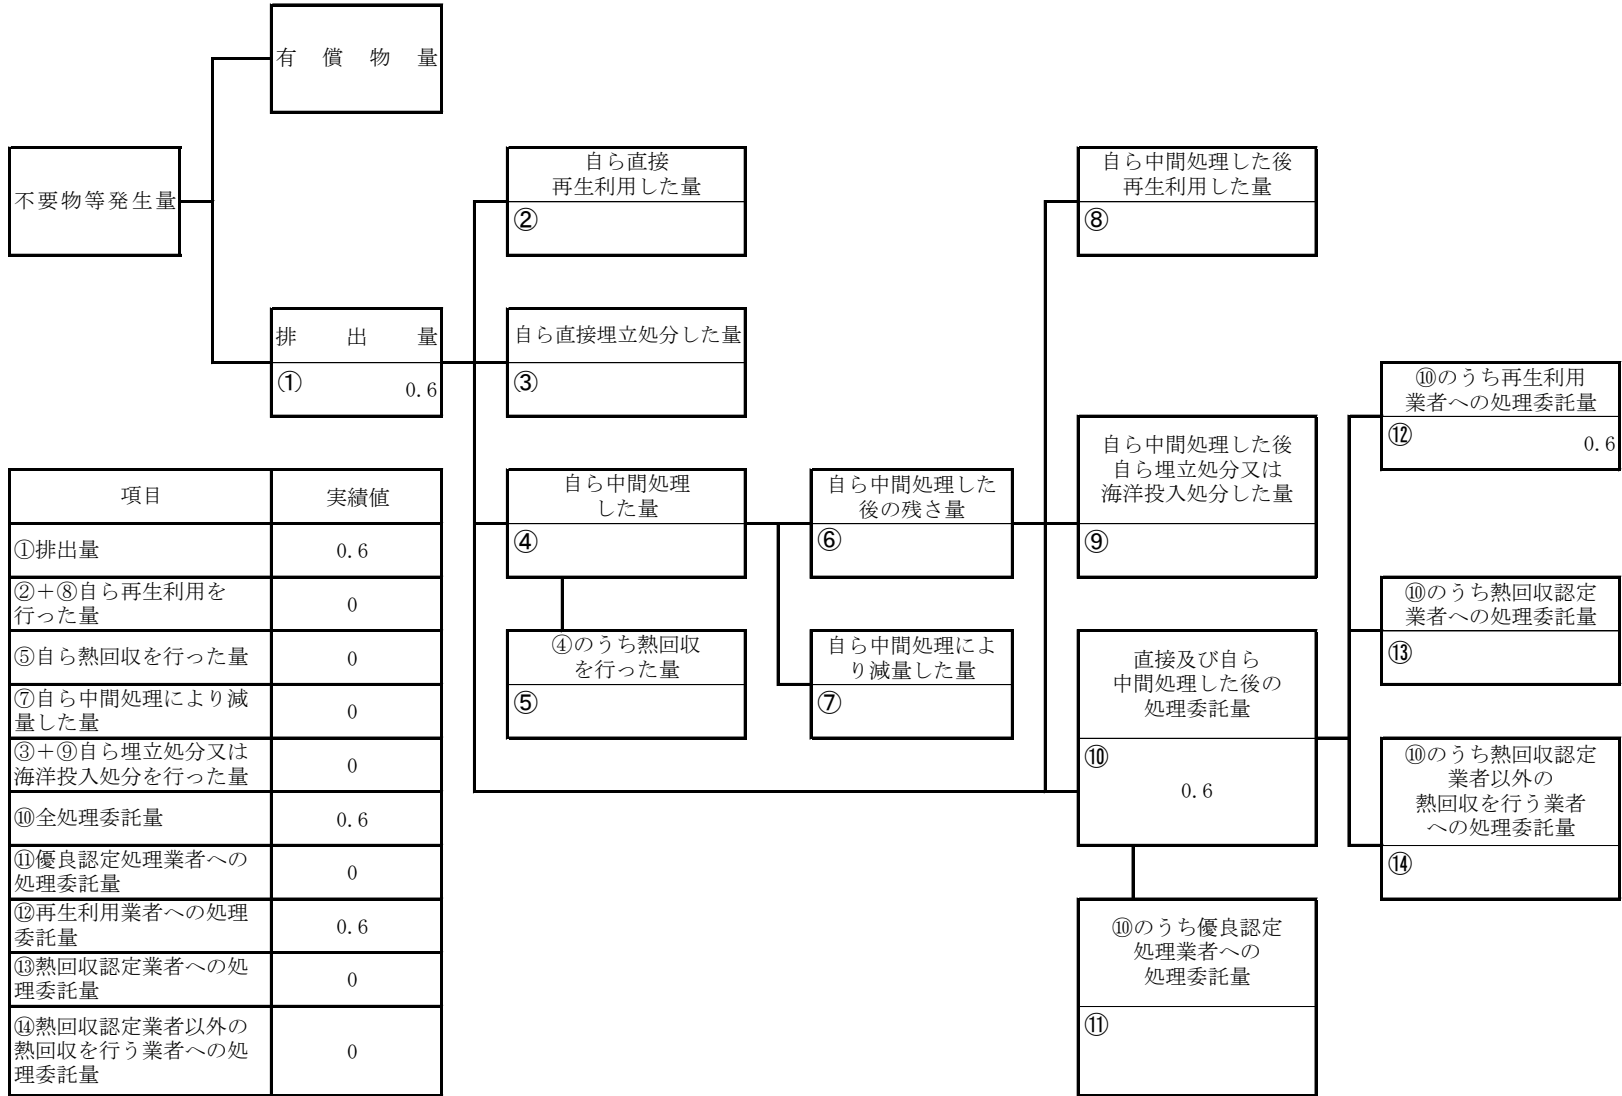 有償物量
不要物等発生量
排出量
①
0.6
自ら直接
再生利用した量
②
自ら直接埋立処分した量
③
自ら中間処理
した量
④
④のうち熱回収
を行った量
⑤
自ら中間処理した
後の残さ量
⑥
自ら中間処理によ
り減量した量
⑦
自ら中間処理した後
再生利用した量
⑧
自ら中間処理した後
自ら埋立処分又は
海洋投入処分した量
⑨
直接及び自ら
中間処理した後の
処理委託量
⑩
0.6
⑩のうち優良認定
処理業者への
処理委託量
⑪
⑩のうち再生利用
業者への処理委託量
⑫
0.6
⑩のうち熱回収認定
業者への処理委託量
⑬
⑩のうち熱回収認定
業者以外の
熱回収を行う業者
への処理委託量
⑭
項目 実績値
①排出量 0.6
②+⑧自ら再生利用を
行った量 0
⑤自ら熱回収を行った量 0
⑦自ら中間処理により減
量した量 0
③+⑨自ら埋立処分又は
海洋投入処分を行った量 0
⑩全処理委託量 0.6
⑪優良認定処理業者への
処理委託量 0
⑫再生利用業者への処理
委託量 0.6
⑬熱回収認定業者への処
理委託量 0
⑭熱回収認定業者以外の
熱回収を行う業者への処 0
理委託量